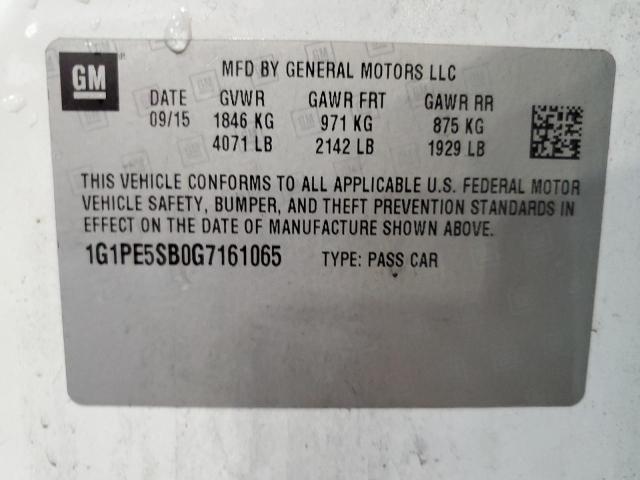 GM
MFD BY GENERAL MOTORS LLC
DATE GVWR GAWR FRT GAWR RR
09/15 1846 KG 971 KG 875 KG
4071 LB 2142 LB 1929 LB
THIS VEHICLE CONFORMS TO ALL APPLICABLE U.S. FEDERAL MOTOR
VEHICLE SAFETY, BUMPER, AND THEFT PREVENTION STANDARDS IN
EFFECT ON THE DATE OF MANUFACTURE SHOWN ABOVE.
1G1PE5SB0G7161065 TYPE: PASS CAR